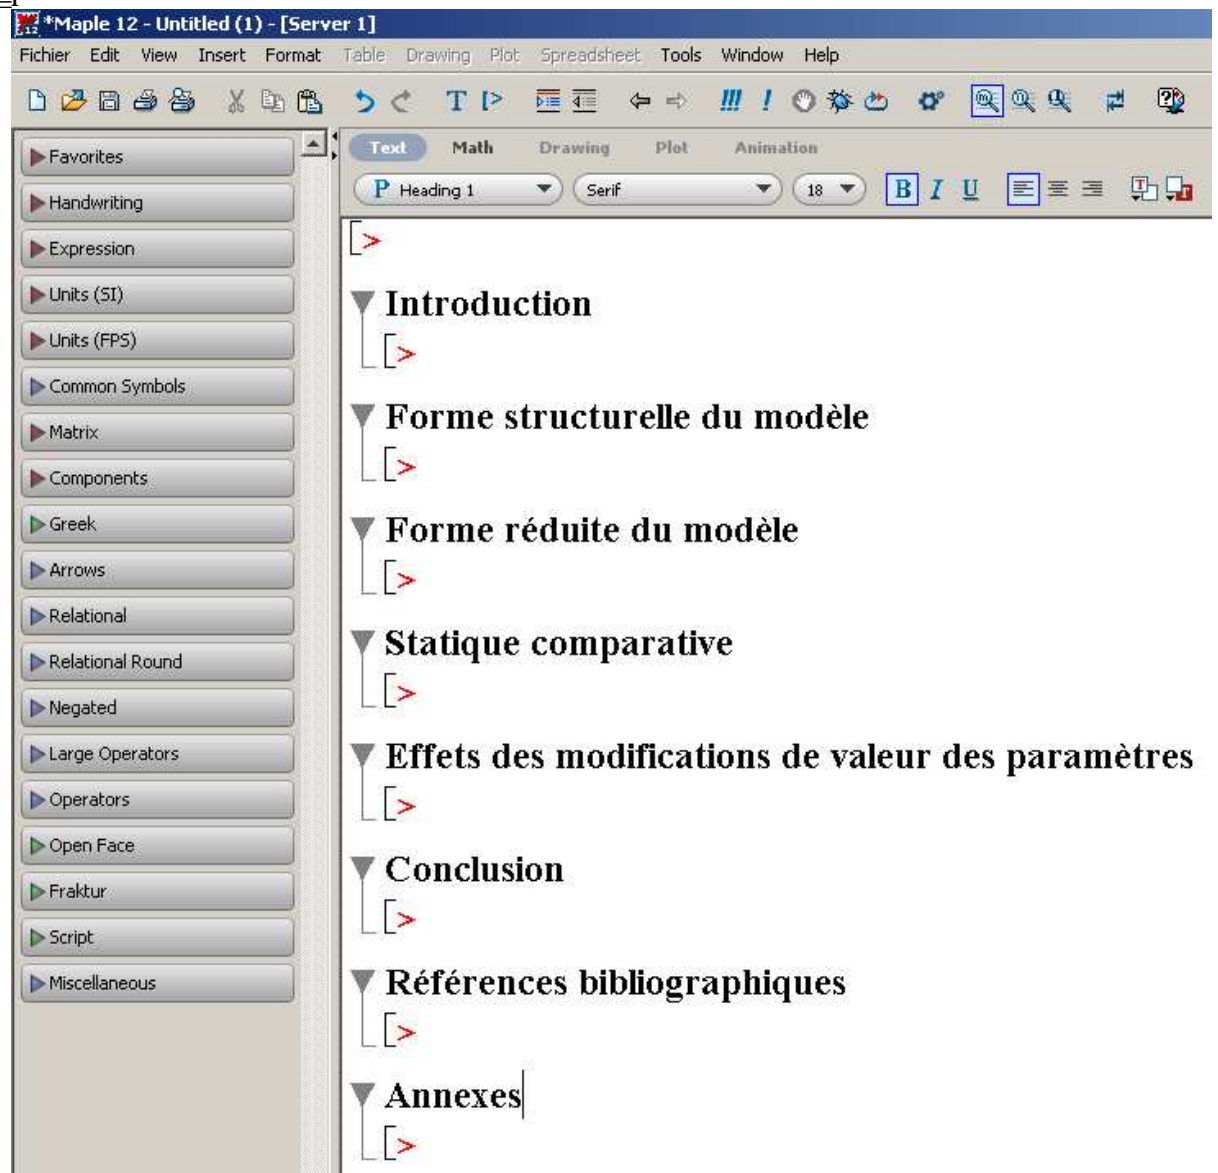 *Maple 12 - Untitled (1) - [Server 1]
Fichier Edit View Insert Format Table Drawing Plot Spreadsheet Tools Window Help
Text Math Drawing Plot Animation
P Heading 1 Serif 18 B I U
Favorites
Handwriting
Expression
Units (SI)
Units (FPS)
Common Symbols
Matrix
Components
Greek
Arrows
Relational
Relational Round
Negated
Large Operators
Operators
Open Face
Fraktur
Script
Miscellaneous
[>
Introduction
[>
Forme structurelle du modèle
[>
Forme réduite du modèle
[>
Statique comparative
[>
Effets des modifications de valeur des paramètres
[>
Conclusion
[>
Références bibliographiques
[>
Annexes
[>